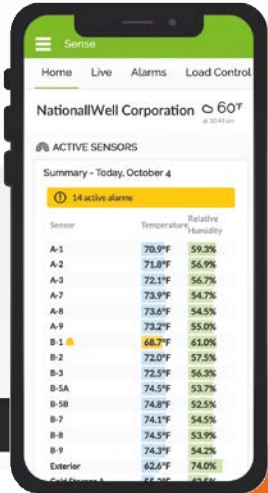 Sense
Home Live Alarms Load Control
NationallWell Corporation 60°F
at 10:44 am
ACTIVE SENSORS
Summary - Today, October 4
14 active alarms
Sensor Temperature Relative Humidity
A-1 70.9°F 59.3%
A-2 71.8°F 56.9%
A-3 72.1°F 56.7%
A-7 73.9°F 54.7%
A-8 73.6°F 54.5%
A-9 73.2°F 55.0%
B-1 68.7°F 61.0%
B-2 72.0°F 57.5%
B-3 72.5°F 56.3%
B-5A 74.5°F 53.7%
B-5B 74.8°F 52.5%
B-7 74.1°F 54.5%
B-8 74.5°F 53.9%
B-9 74.3°F 54.2%
Exterior 62.6°F 74.0%